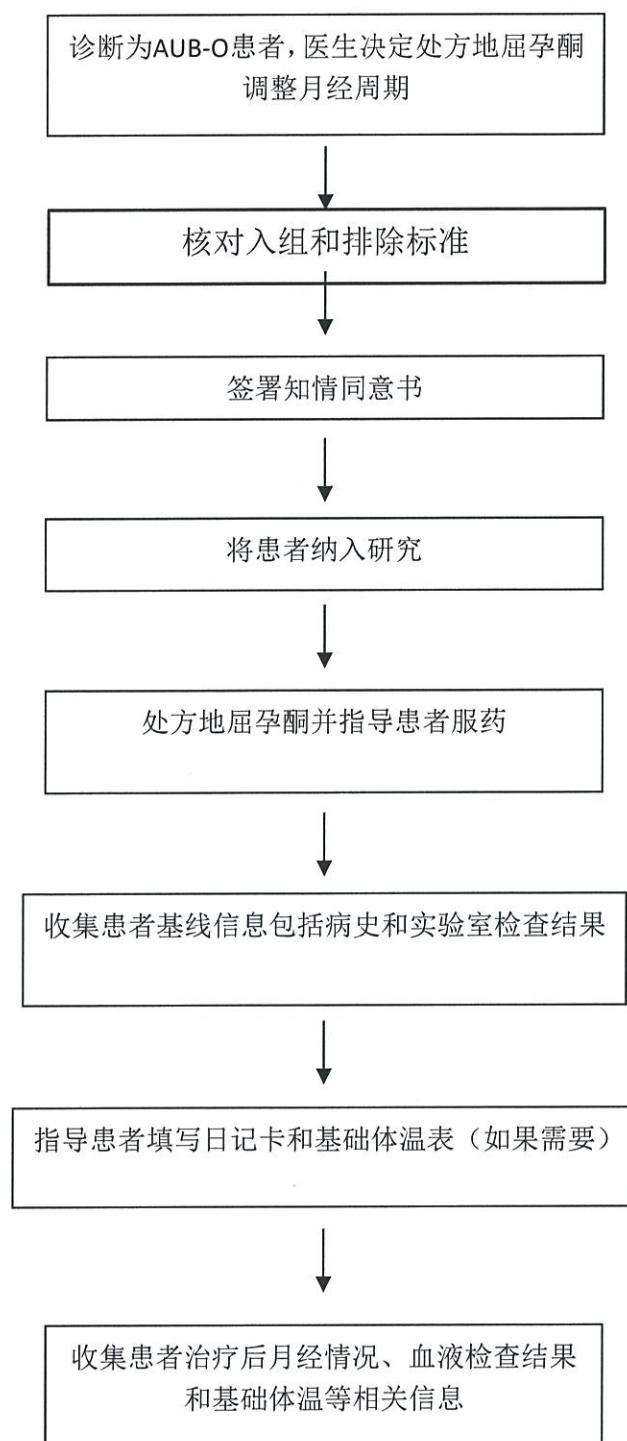 诊断为AUB-O患者，医生决定处方地屈孕酮
调整月经周期
核对入组和排除标准
签署知情同意书
将患者纳入研究
处方地屈孕酮并指导患者服药
收集患者基线信息包括病史和实验室检查结果
指导患者填写日记卡和基础体温表（如果需要）
收集患者治疗后月经情况、血液检查结果
和基础体温等相关信息